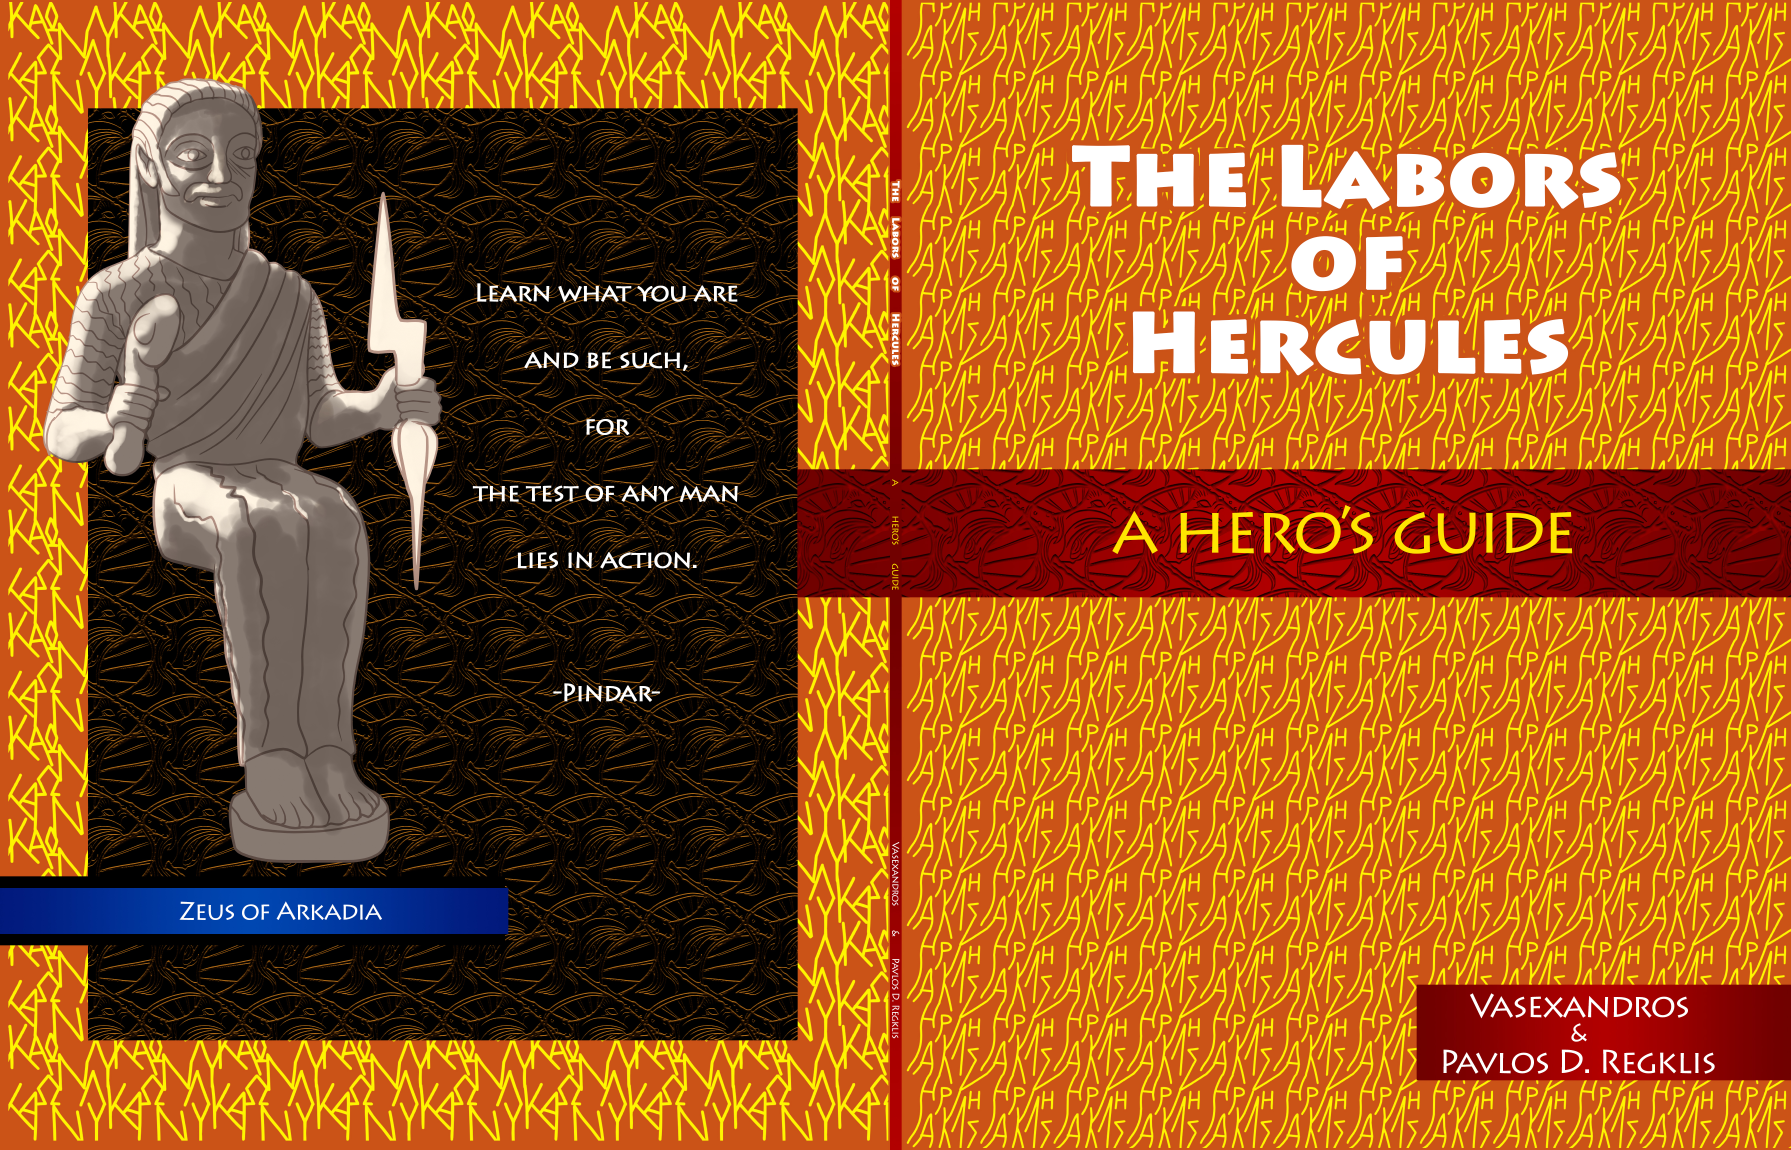 LEARN WHAT YOU ARE
AND BE SUCH,
FOR
THE TEST OF ANY MAN
LIES IN ACTION.
-PINDAR-
ZEUS OF ARKADIA
THE LABORS OF HERCULES
A HERO'S GUIDE
VASEXANDROS & PAVLOS D. REGKLIS
THE LABORS
OF
HERCULES
A HERO'S GUIDE
VASEXANDROS
&
PAVLOS D. REGKLIS